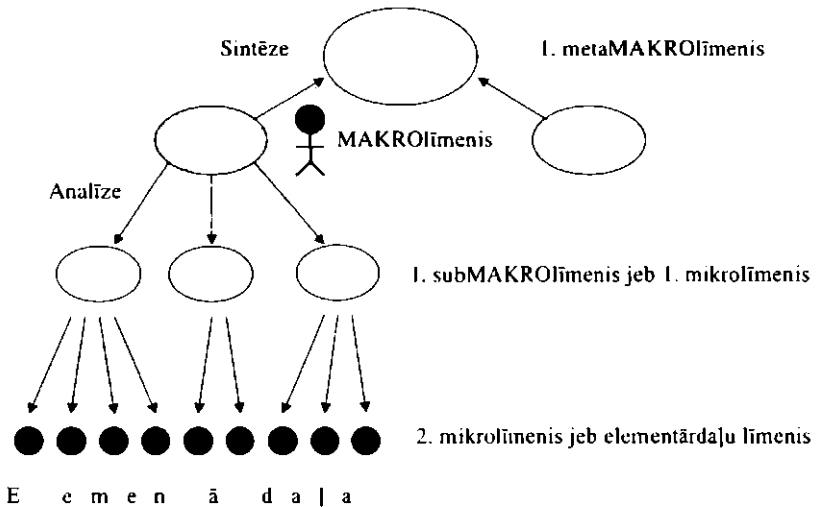 Sintēze
1. metaMAKROlīmenis
MAKROlīmenis
Analīze
1. subMAKROlīmenis jeb 1. mikrolīmenis
2. mikrolīmenis jeb elementārdaļu līmenis
E e m e n ā d a ļ a